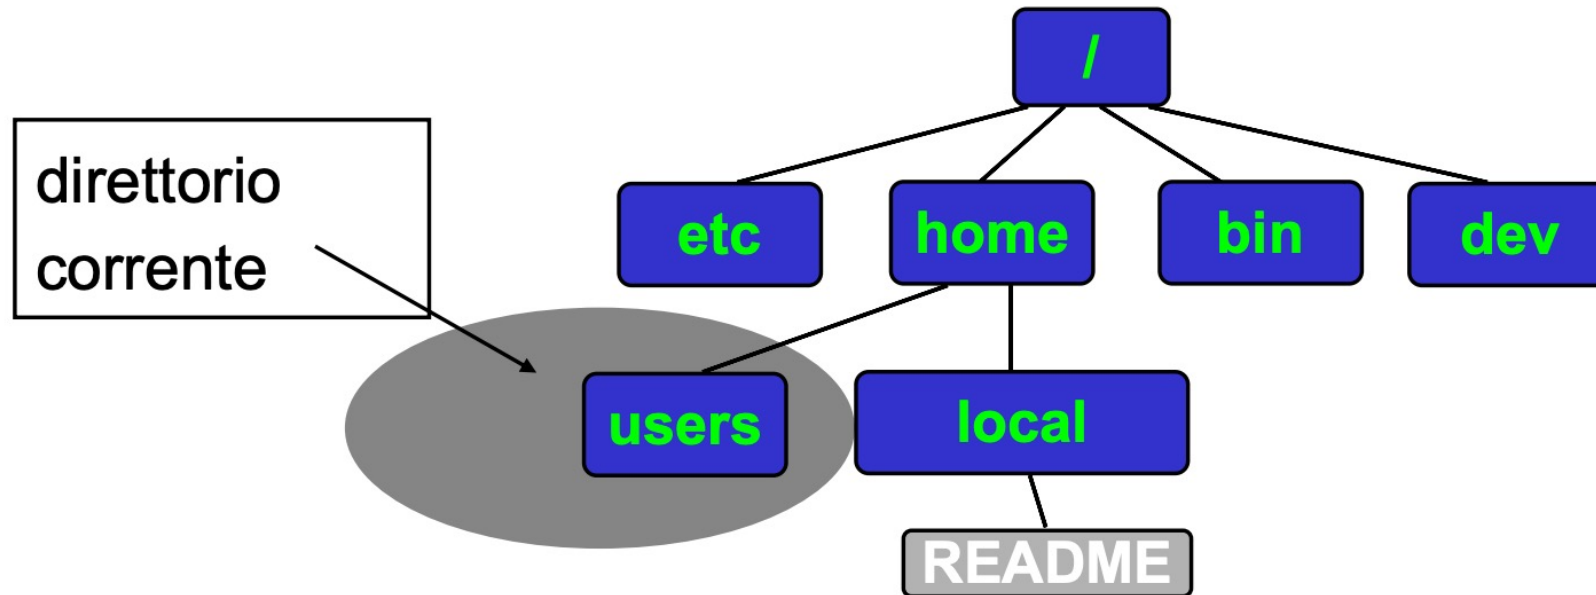 /
direttorio
corrente
etc home bin dev
users local
README